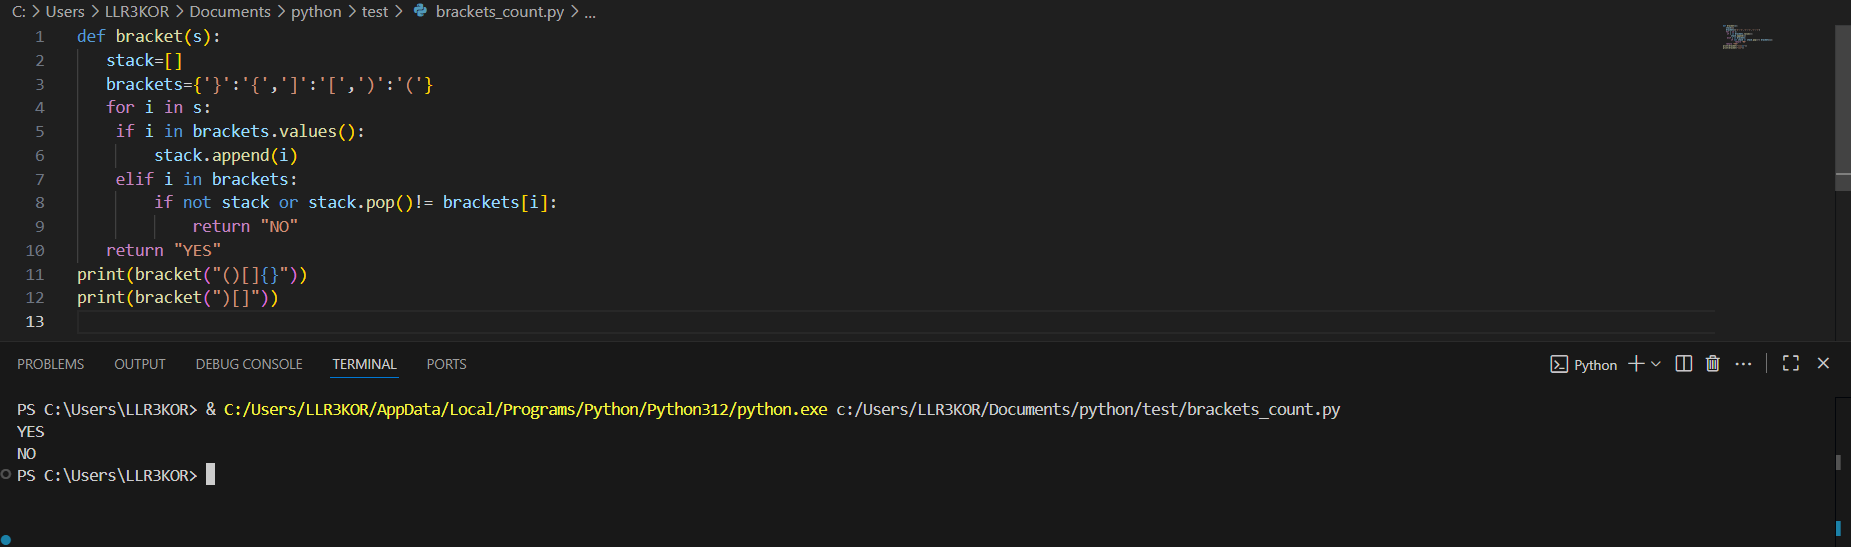 C: > Users > LLR3KOR > Documents > python > test > brackets_count.py > ...
1 def bracket(s):
2 stack=[]
3 brackets={'}':'{',']':'[',')':'('}
4 for i in s:
5 if i in brackets.values():
6 stack.append(i)
7 elif i in brackets:
8 if not stack or stack.pop()!= brackets[i]:
9 return "NO"
10 return "YES"
11 print(bracket("()[]{}"))
12 print(bracket(")[]"))
13
PROBLEMS OUTPUT DEBUG CONSOLE TERMINAL PORTS Python
PS C:\Users\LLR3KOR> & C:/Users/LLR3KOR/AppData/Local/Programs/Python/Python312/python.exe c:/Users/LLR3KOR/Documents/python/test/brackets_count.py
YES
NO
PS C:\Users\LLR3KOR>